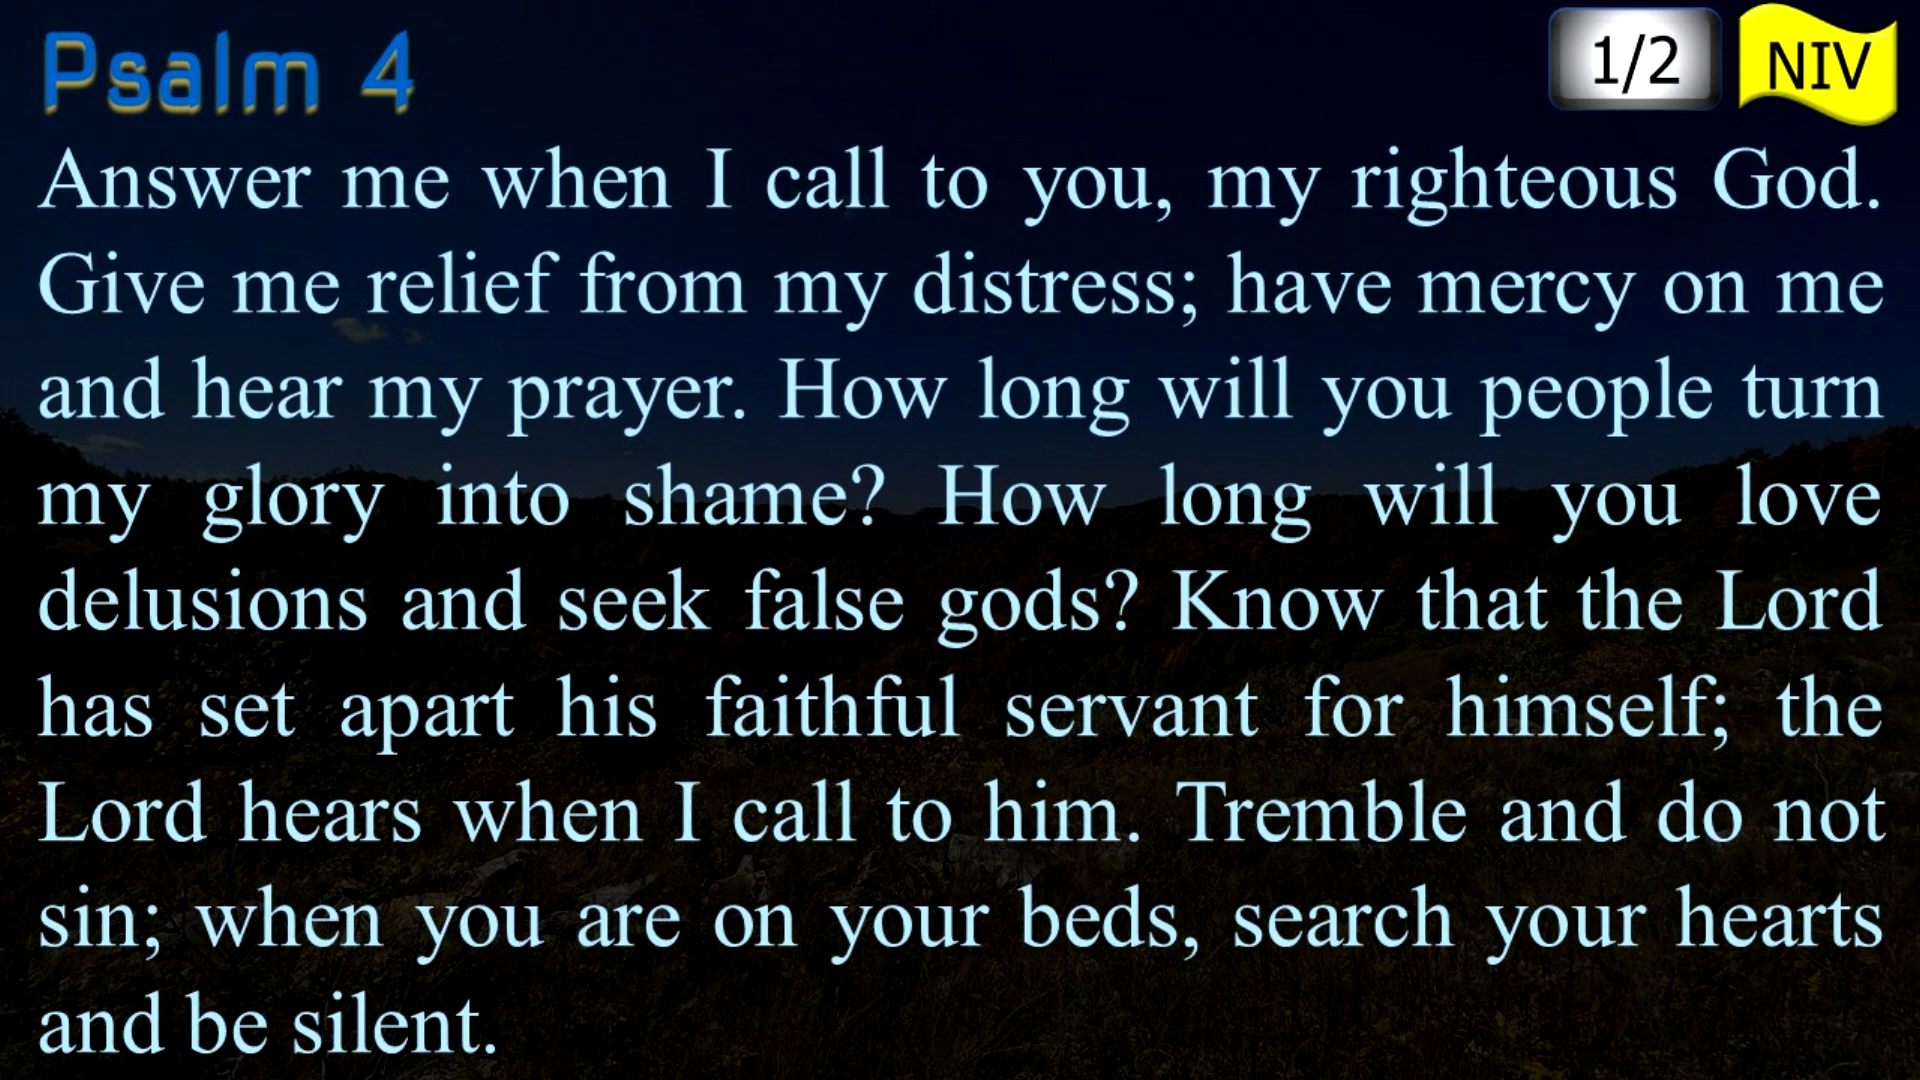 Psalm 4
1/2
NIV
Answer me when I call to you, my righteous God.
Give me relief from my distress; have mercy on me
and hear my prayer. How long will you people turn
my glory into shame? How long will you love
delusions and seek false gods? Know that the Lord
has set apart his faithful servant for himself; the
Lord hears when I call to him. Tremble and do not
sin; when you are on your beds, search your hearts
and be silent.